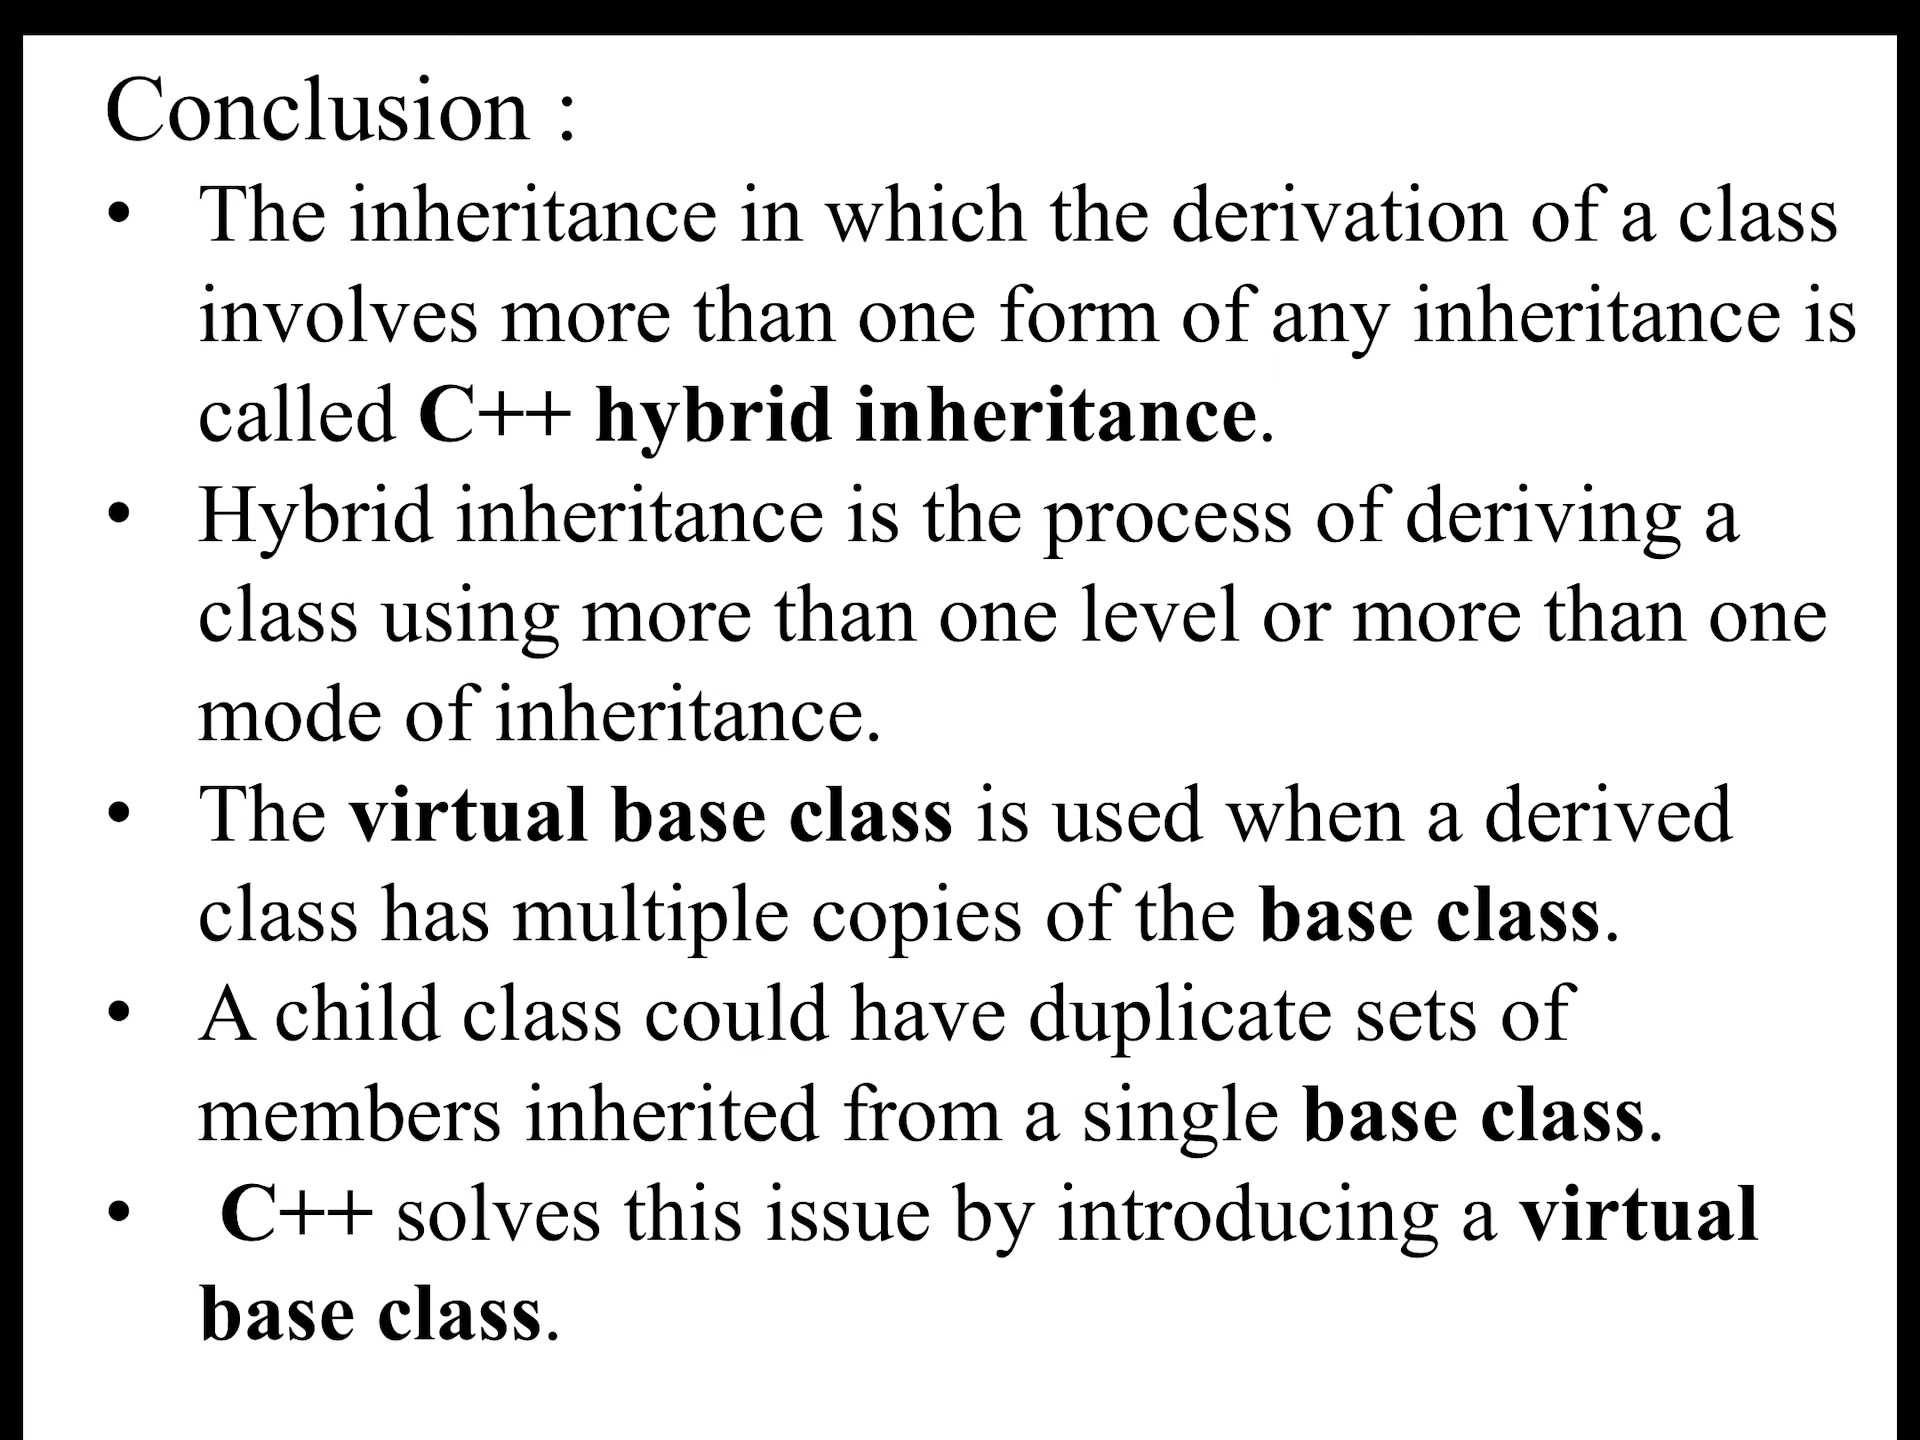 Conclusion :
• The inheritance in which the derivation of a class
involves more than one form of any inheritance is
called C++ hybrid inheritance.
• Hybrid inheritance is the process of deriving a
class using more than one level or more than one
mode of inheritance.
• The virtual base class is used when a derived
class has multiple copies of the base class.
• A child class could have duplicate sets of
members inherited from a single base class.
• C++ solves this issue by introducing a virtual
base class.